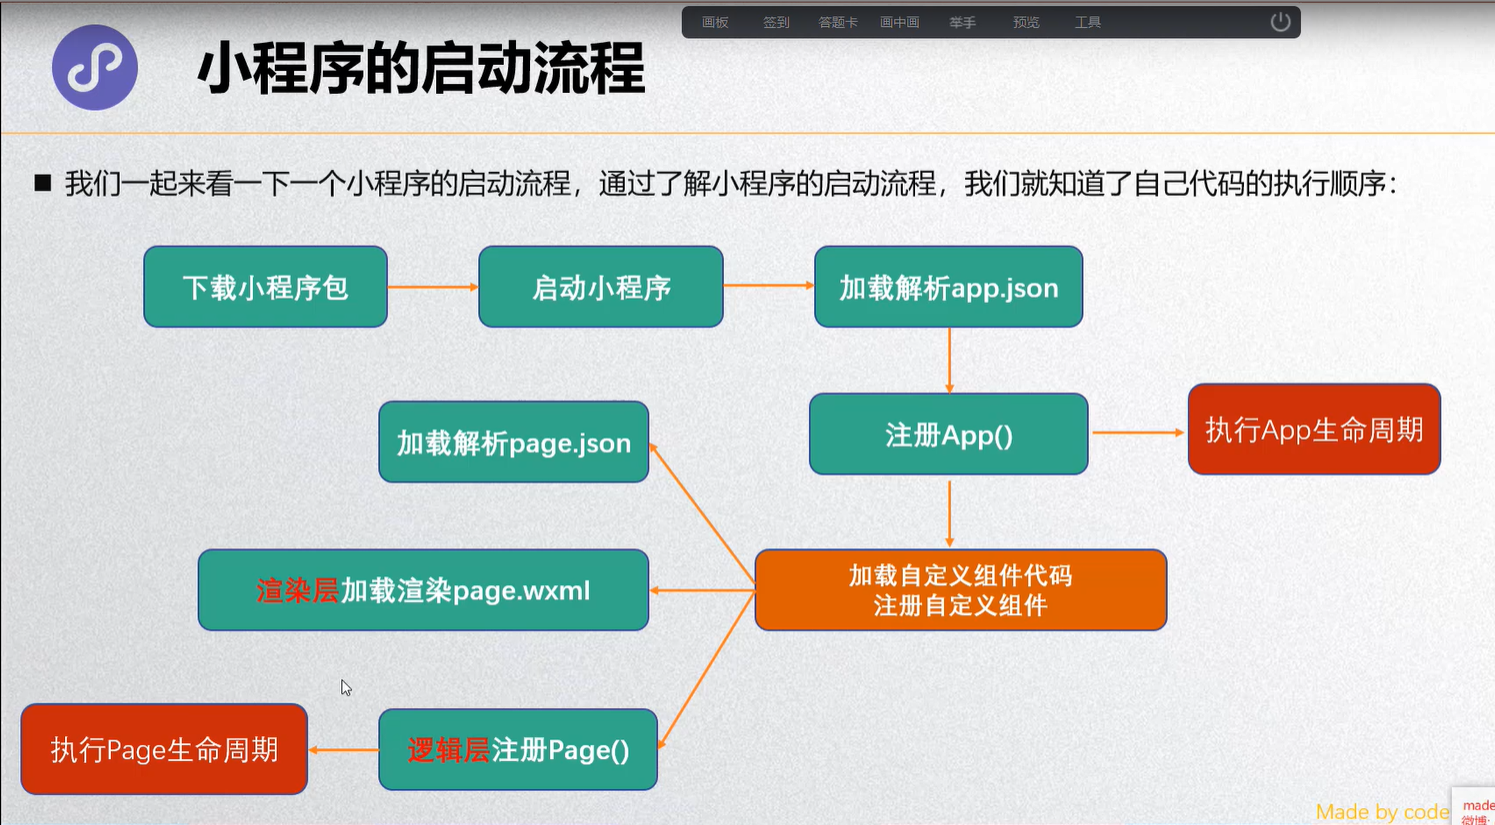 画板 签到 答题卡 画中画 举手 预览 工具
小程序的启动流程
■ 我们一起来看一下一个小程序的启动流程，通过了解小程序的启动流程，我们就知道了自己代码的执行顺序：
下载小程序包
启动小程序
加载解析app.json
注册App()
执行App生命周期
加载解析page.json
渲染层加载渲染page.wxml
加载自定义组件代码
注册自定义组件
执行Page生命周期
逻辑层注册Page()
Made by code
made
微博: